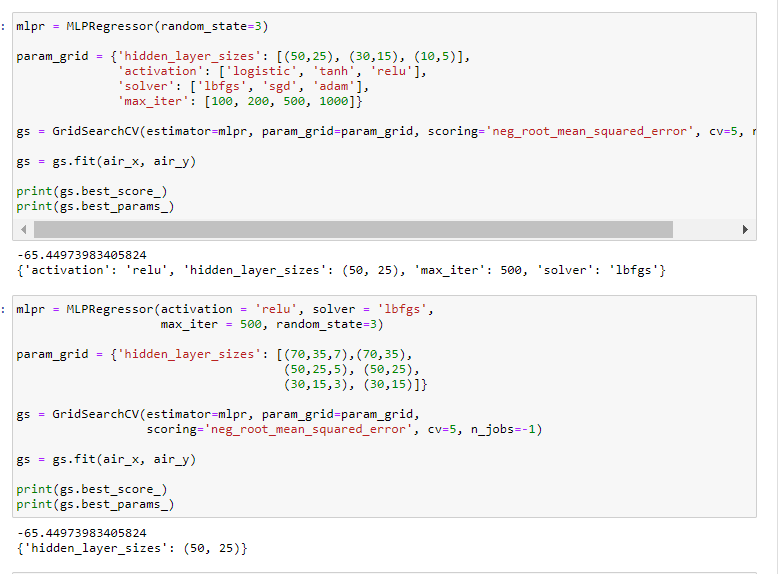 : mlpr = MLPRegressor(random_state=3)
param_grid = {'hidden_layer_sizes': [(50,25), (30,15), (10,5)],
'activation': ['logistic', 'tanh', 'relu'],
'solver': ['lbfgs', 'sgd', 'adam'],
'max_iter': [100, 200, 500, 1000]}
gs = GridSearchCV(estimator=mlpr, param_grid=param_grid, scoring='neg_root_mean_squared_error', cv=5,
gs = gs.fit(air_x, air_y)
print(gs.best_score_)
print(gs.best_params_)
-65.44973983405824
{'activation': 'relu', 'hidden_layer_sizes': (50, 25), 'max_iter': 500, 'solver': 'lbfgs'}
: mlpr = MLPRegressor(activation = 'relu', solver = 'lbfgs',
max_iter = 500, random_state=3)
param_grid = {'hidden_layer_sizes': [(70,35,7),(70,35),
(50,25,5), (50,25),
(30,15,3), (30,15)]}
gs = GridSearchCV(estimator=mlpr, param_grid=param_grid,
scoring='neg_root_mean_squared_error', cv=5, n_jobs=-1)
gs = gs.fit(air_x, air_y)
print(gs.best_score_)
print(gs.best_params_)
-65.44973983405824
{'hidden_layer_sizes': (50, 25)}